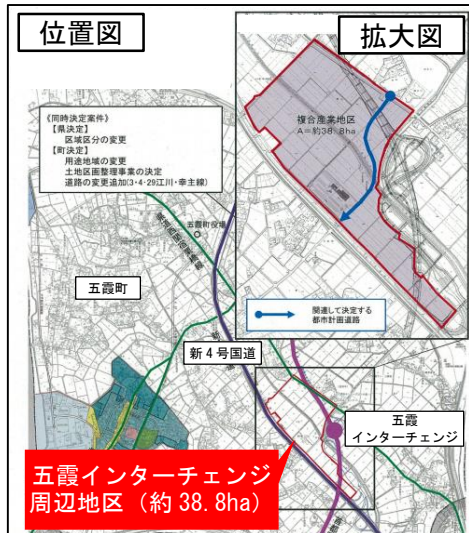 位置図
拡大図
《同時決定案件》
【県決定】
区域区分の変更
【町決定】
用途地域の変更
土地区画整理事業の決定
道路の変更追加(3・4・29江川・幸主線)
複合産業地区
A=約38.8ha
五霞町役場
五霞町
関連して決定する
都市計画道路
新4号国道
五霞
インターチェンジ
五霞インターチェンジ
周辺地区（約38.8ha）